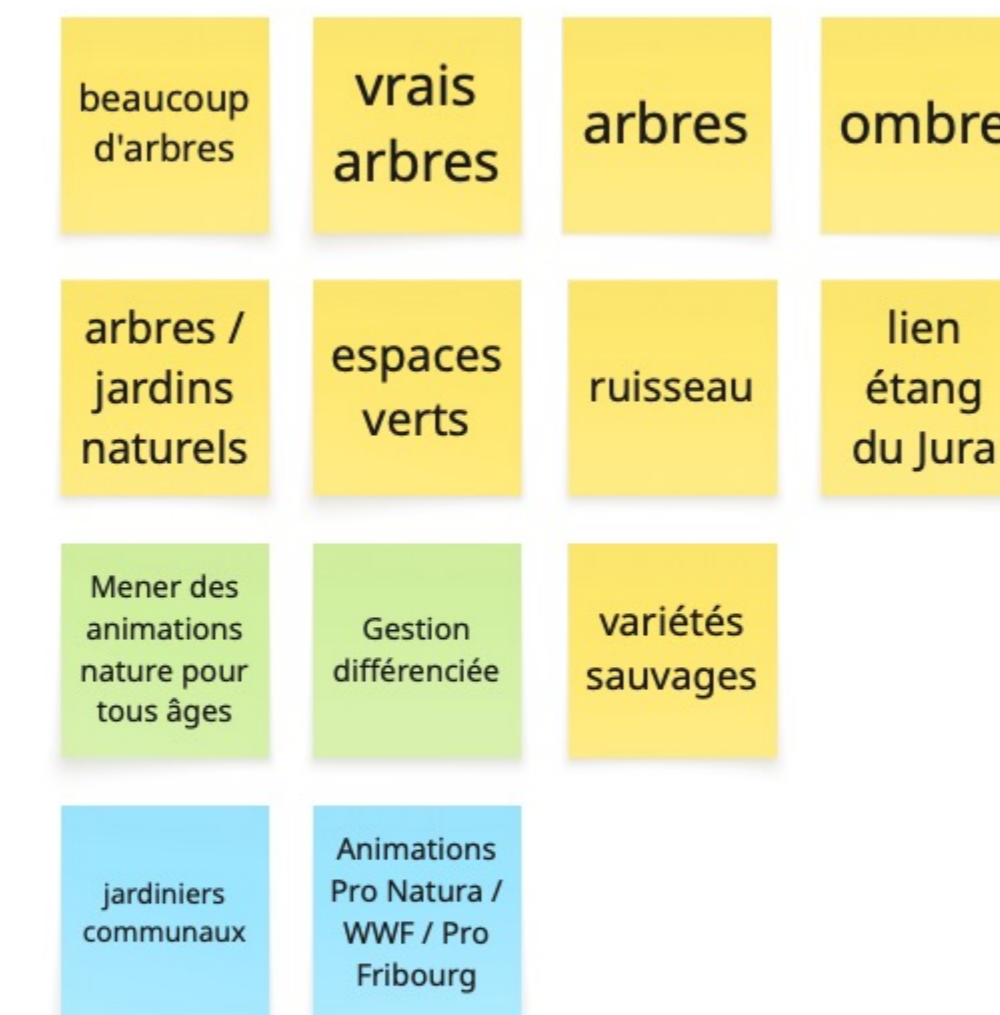 beaucoup
d'arbres
vrais
arbres
arbres
ombre
arbres /
jardins
naturels
espaces
verts
ruisseau
lien
étang
du Jura
Mener des
animations
nature pour
tous âges
Gestion
différenciée
variétés
sauvages
jardiniers
communaux
Animations
Pro Natura /
WWF / Pro
Fribourg